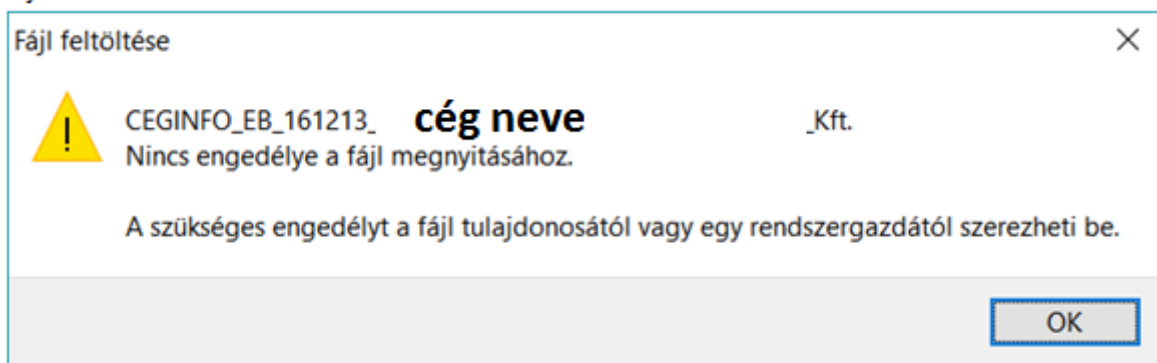 Fájl feltöltése
CEGINFO_EB_161213_ cég neve _Kft.
Nincs engedélye a fájl megnyitásához.
A szükséges engedélyt a fájl tulajdonosától vagy egy rendszergazdától szerezheti be.
OK